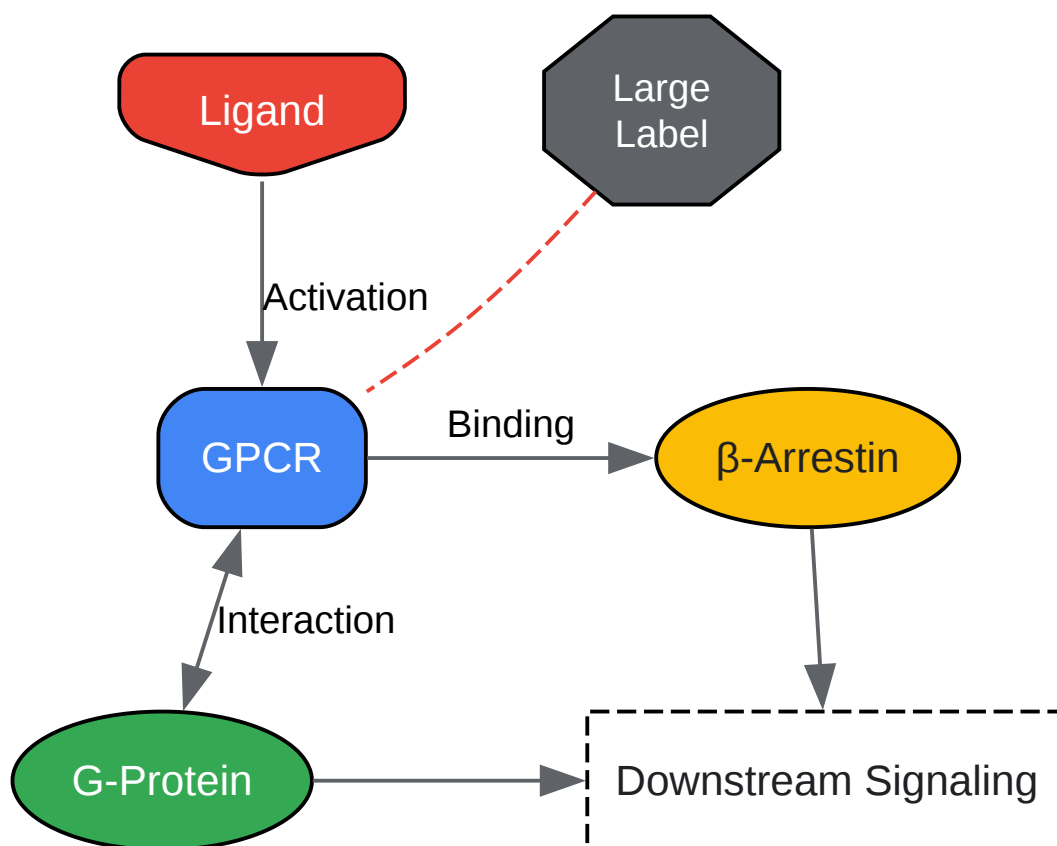 Ligand
Large
Label
Activation
GPCR
Binding
β-Arrestin
Interaction
G-Protein
Downstream Signaling